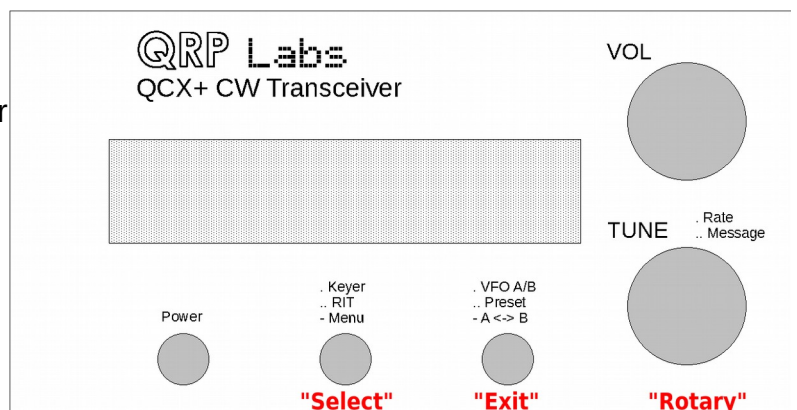 QRP Labs
QCX+ CW Transceiver
VOL
r
TUNE
. Rate
.. Message
Power
. Keyer
.. RIT
- Menu
. VFO A/B
.. Preset
- A <-> B
"Select"
"Exit"
"Rotary"